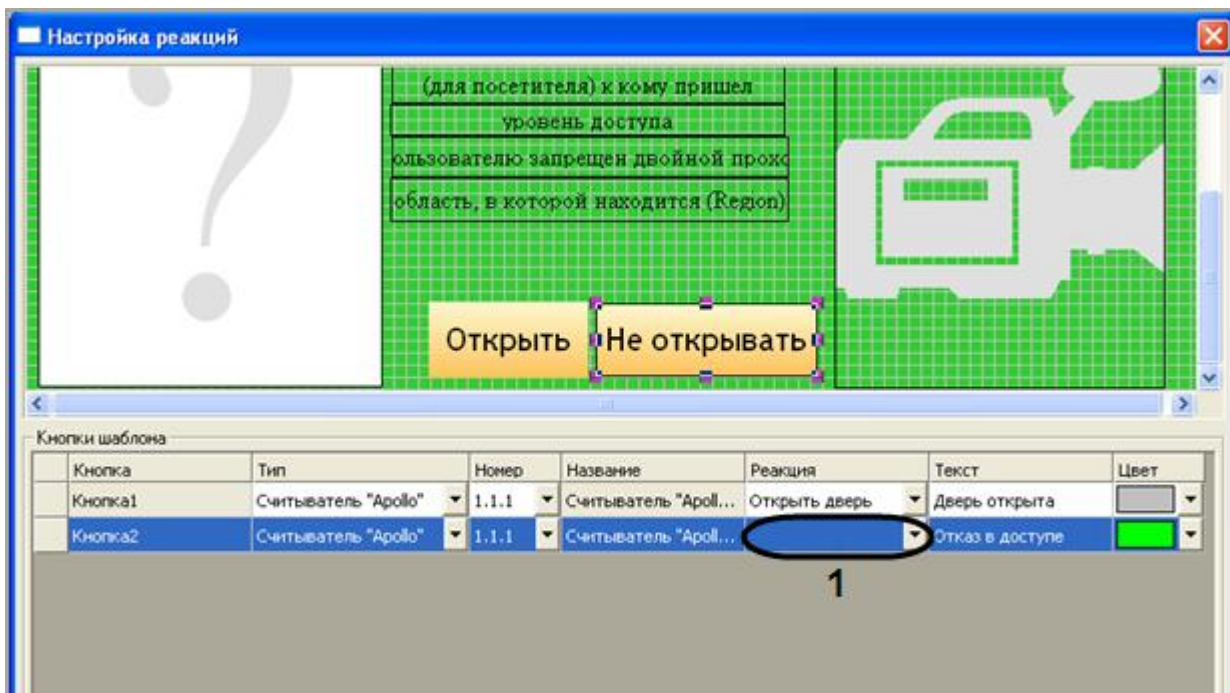 Настройка реакций
(для посетителя) к кому пришел
уровень доступа
ользователю запрещен двойной прохо
область, в которой находится (Region)
Открыть Не открывать
Кнопки шаблона
Кнопка Тип Номер Название Реакция Текст Цвет
Кнопка1 Считыватель "Apollo" 1.1.1 Считыватель "Apoll... Открыть дверь Дверь открыта
Кнопка2 Считыватель "Apollo" 1.1.1 Считыватель "Apoll... Отказ в доступе
1